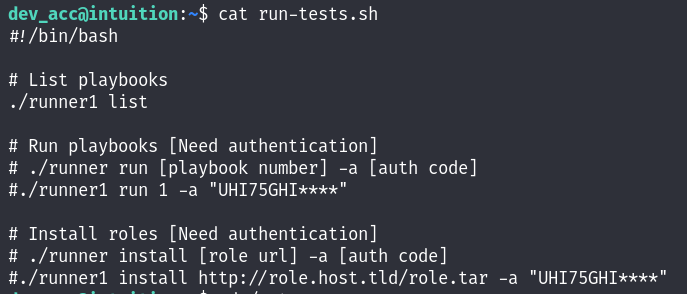 dev_acc@intuition:~$ cat run-tests.sh
#!/bin/bash
# List playbooks
./runner1 list
# Run playbooks [Need authentication]
# ./runner run [playbook number] -a [auth code]
#./runner1 run 1 -a "UHI75GHI****"
# Install roles [Need authentication]
# ./runner install [role url] -a [auth code]
#./runner1 install http://role.host.tld/role.tar -a "UHI75GHI****"